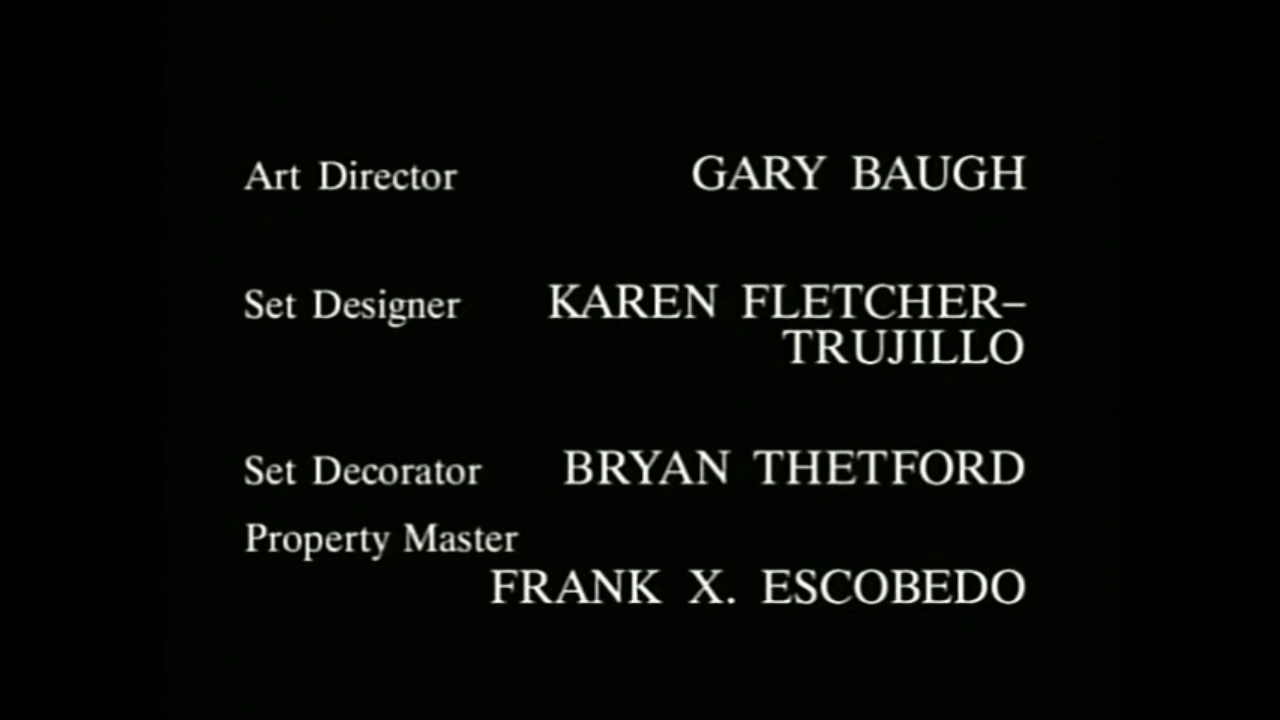 Art Director GARY BAUGH
Set Designer KAREN FLETCHER–
TRUJILLO
Set Decorator BRYAN THETFORD
Property Master
FRANK X. ESCOBEDO